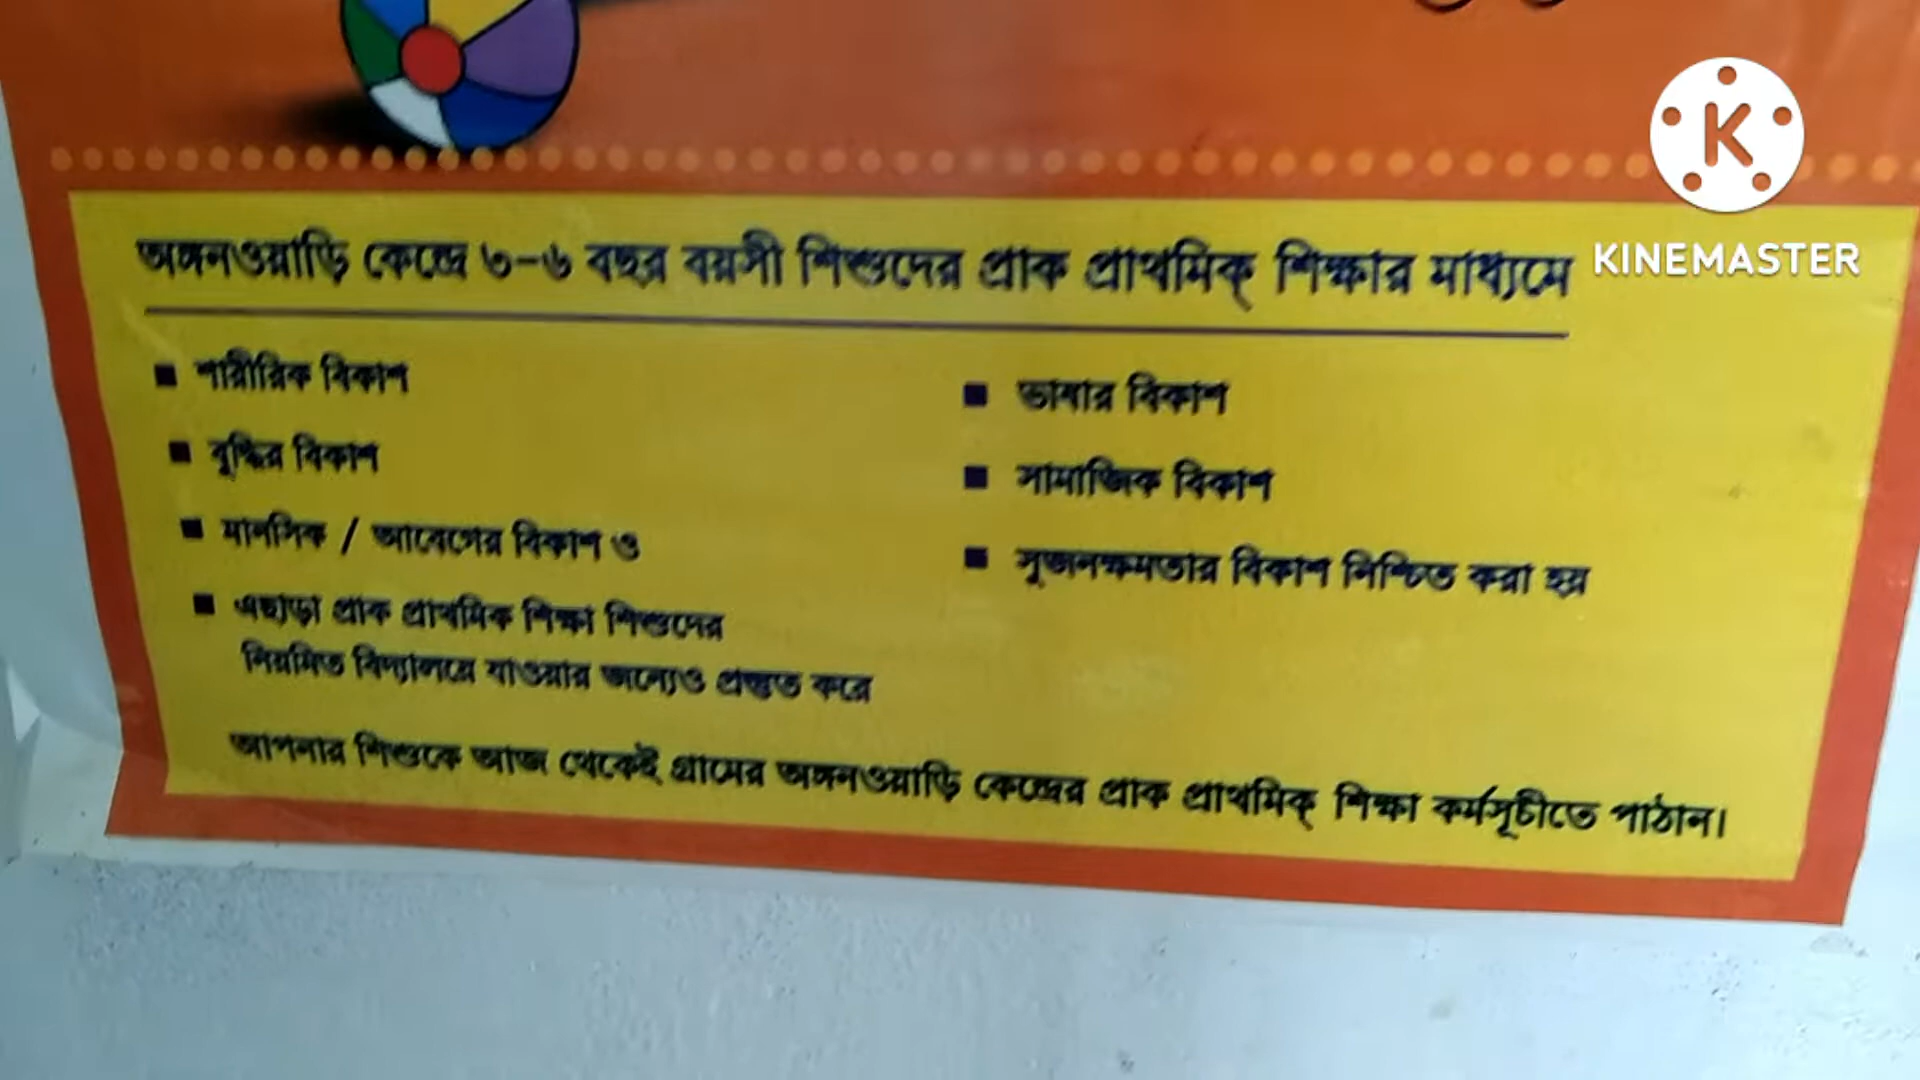 KINEMASTER
অঙ্গনওয়াড়ি কেন্দ্রে ৩-৬ বছর বয়সী শিশুদের প্রাক প্রাথমিক্ শিক্ষার মাধ্যমে
■ শারীরিক বিকাশ
■ বুদ্ধির বিকাশ
■ মানসিক / আবেগের বিকাশ ও
■ এছাড়া প্রাক প্রাথমিক শিক্ষা শিশুদের
নিয়মিত বিদ্যালয়ে যাওয়ার জন্যেও প্রস্তুত করে
■ ভাষার বিকাশ
■ সামাজিক বিকাশ
■ সৃজনক্ষমতার বিকাশ নিশ্চিত করা হয়
আপনার শিশুকে আজ থেকেই গ্রামের অঙ্গনওয়াড়ি কেন্দ্রের প্রাক প্রাথমিক্ শিক্ষা কর্মসূচীতে পাঠান।